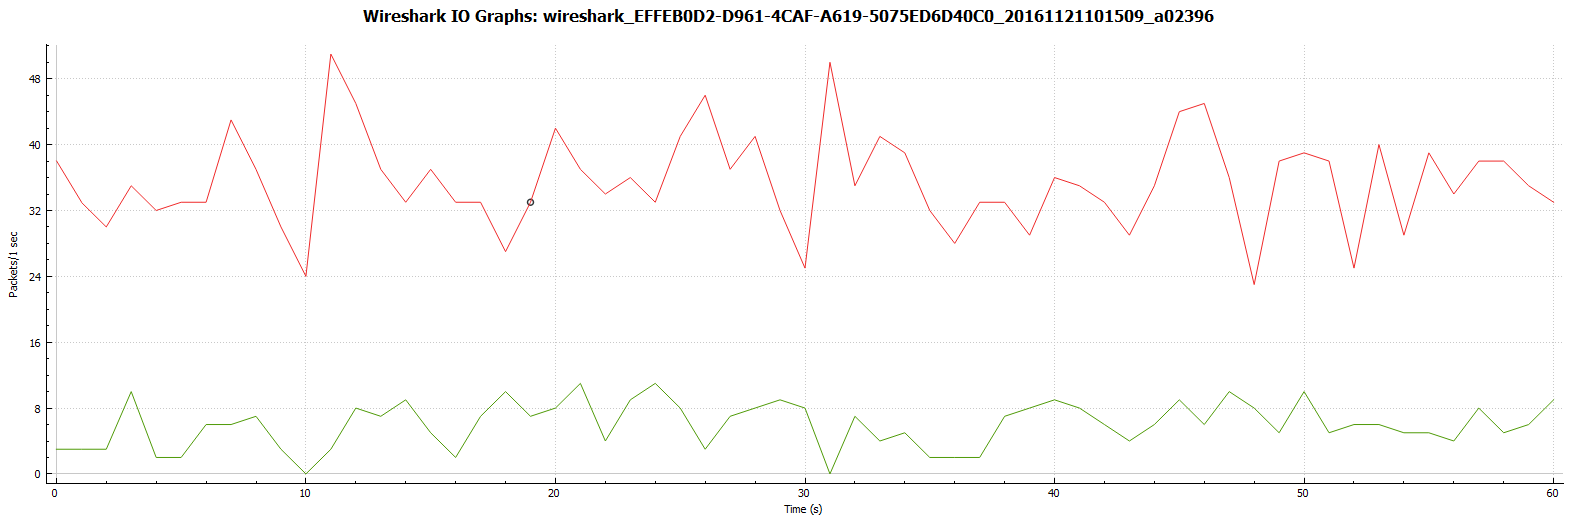 Wireshark IO Graphs: wireshark_EFFEB0D2-D961-4CAF-A619-5075ED6D40C0_20161121101509_a02396
Packets/1 sec
48
40
32
24
16
8
0
0 10 20 30 40 50 60
Time (s)